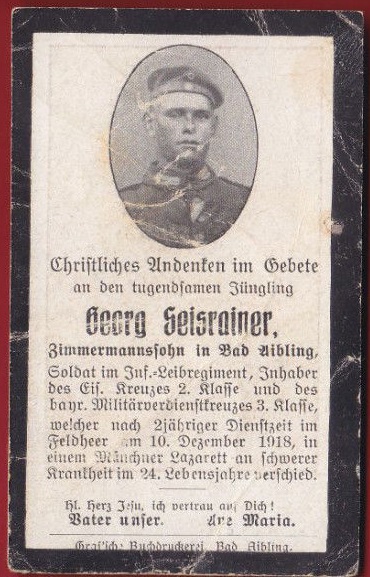 Christliches Andenken im Gebete
an den tugendsamen Jüngling
Georg Seisrainer,
Zimmermannssohn in Bad Aibling,
Soldat im Inf.-Leibregiment, Inhaber
des Eis. Kreuzes 2. Klasse und des
bayr. Militärverdienstkreuzes 3. Klasse,
welcher nach 2jähriger Dienstzeit im
Feldheer am 10. Dezember 1918, in
einem Münchner Lazarett an schwerer
Krankheit im 24. Lebensjahre verschied.
Hl. Herz Jesu, ich vertrau auf Dich!
Vater unser. Ave Maria.
Buchdruckerei, Bad Aibling.